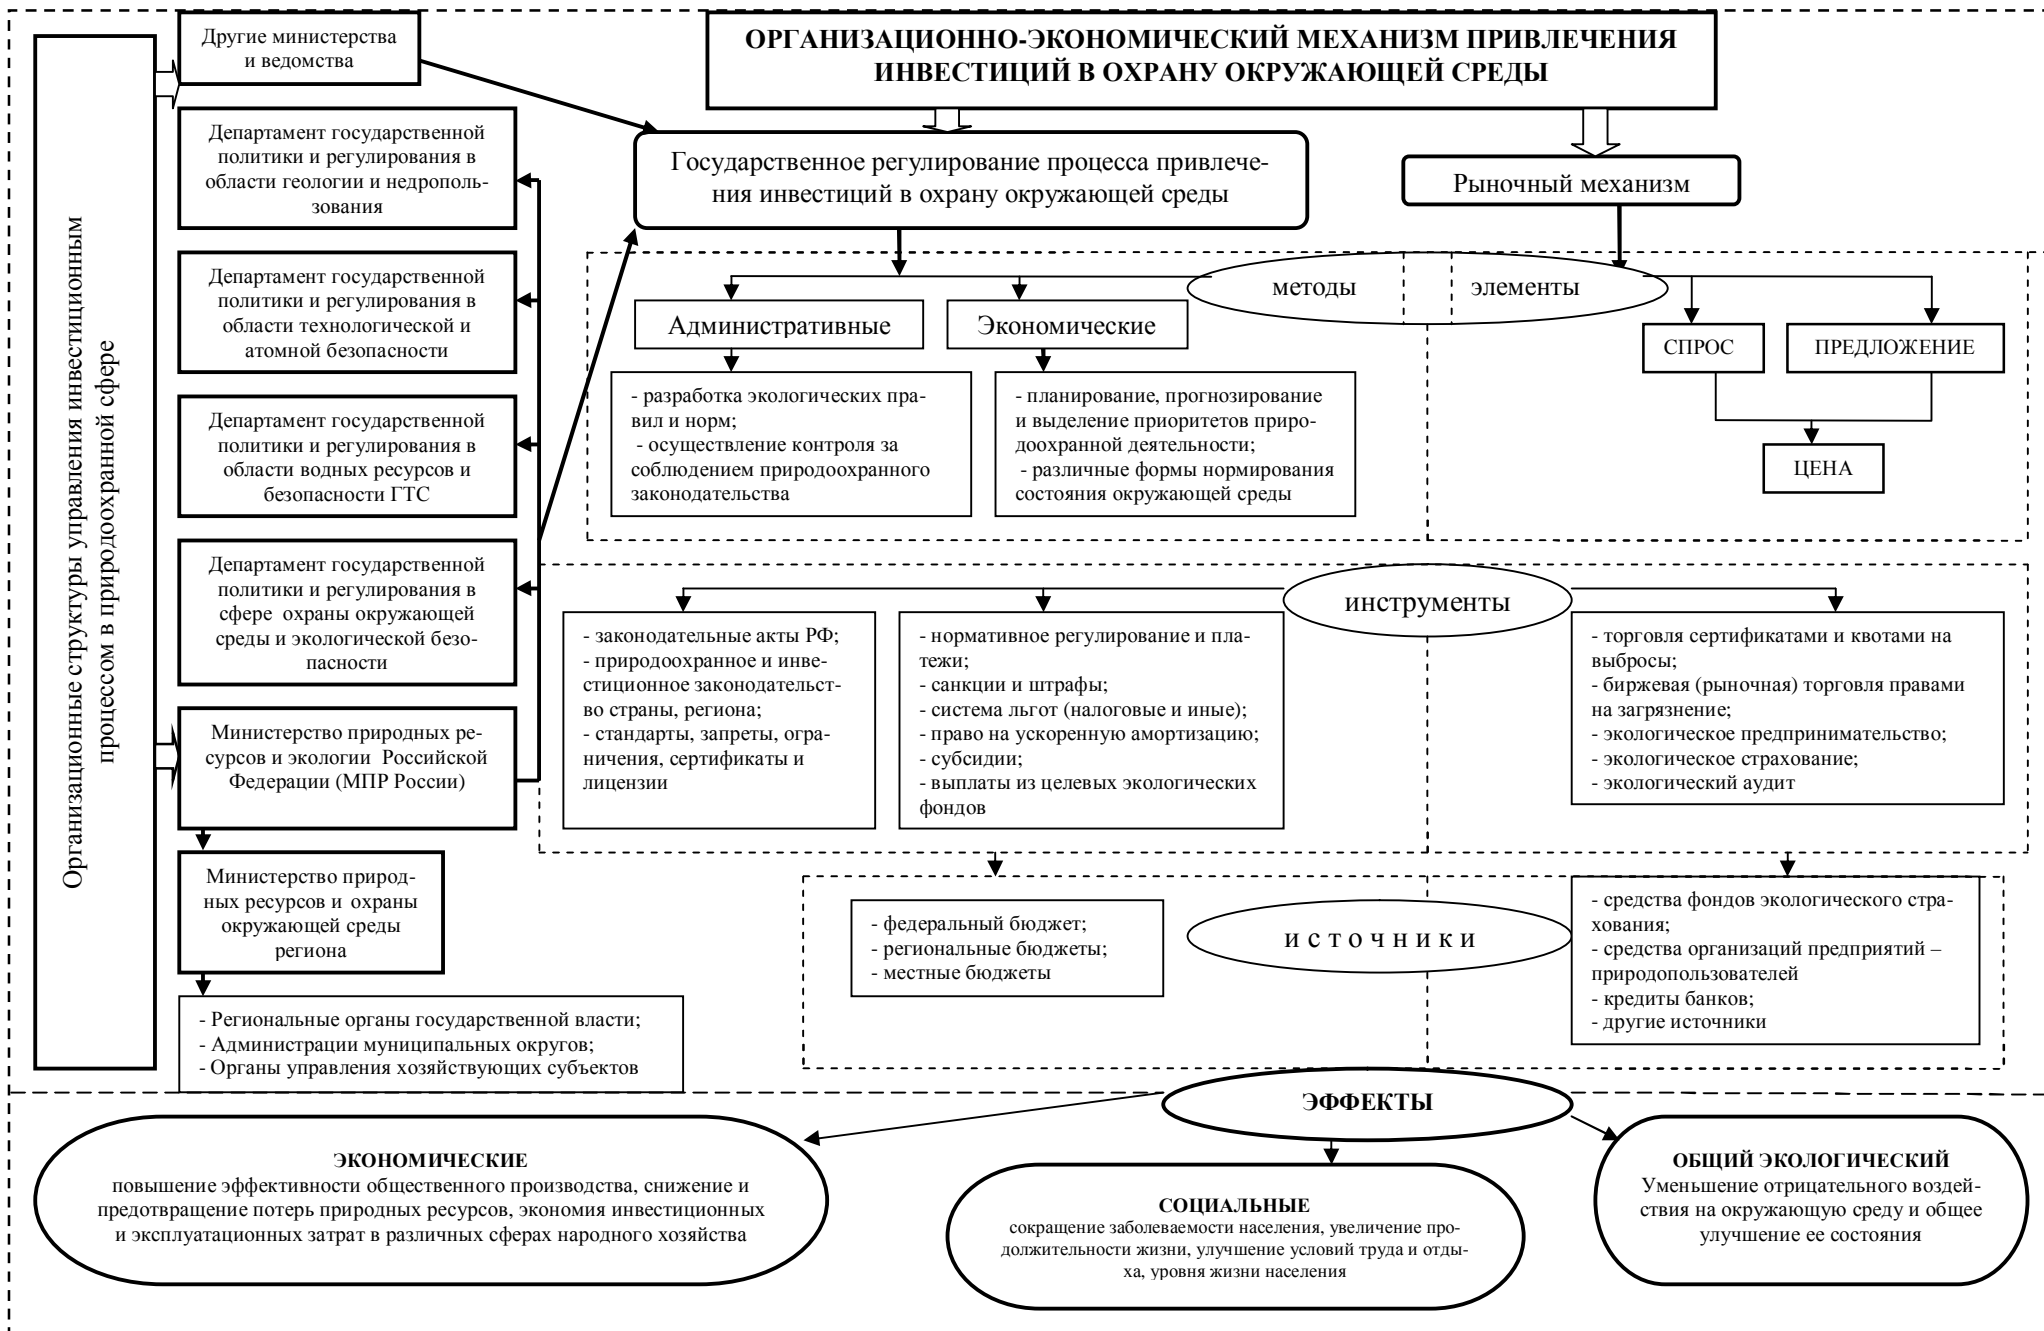 Организационные структуры управления инвестиционным
процессом в природоохранной сфере
Другие министерства
и ведомства
ОРГАНИЗАЦИОННО-ЭКОНОМИЧЕСКИЙ МЕХАНИЗМ ПРИВЛЕЧЕНИЯ
ИНВЕСТИЦИЙ В ОХРАНУ ОКРУЖАЮЩЕЙ СРЕДЫ
Департамент государственной
политики и регулирования в
области геологии и недрополь-
зования
Департамент государственной
политики и регулирования в
области технологической и
атомной безопасности
Департамент государственной
политики и регулирования в
области водных ресурсов и
безопасности ГТС
Департамент государственной
политики и регулирования в
сфере охраны окружающей
среды и экологической безо-
пасности
Министерство природных ре-
сурсов и экологии Российской
Федерации (МПР России)
Министерство природ-
ных ресурсов и охраны
окружающей среды
региона
- Региональные органы государственной власти;
- Администрации муниципальных округов;
- Органы управления хозяйствующих субъектов
Государственное регулирование процесса привлече-
ния инвестиций в охрану окружающей среды
Рыночный механизм
методы
элементы
Административные
Экономические
СПРОС
ПРЕДЛОЖЕНИЕ
- разработка экологических пра-
вил и норм;
- осуществление контроля за
соблюдением природоохранного
законодательства
- планирование, прогнозирование
и выделение приоритетов приро-
доохранной деятельности;
- различные формы нормирования
состояния окружающей среды
ЦЕНА
инструменты
- законодательные акты РФ;
- природоохранное и инве-
стиционное законодательст-
во страны, региона;
- стандарты, запреты, огра-
ничения, сертификаты и
лицензии
- нормативное регулирование и пла-
тежи;
- санкции и штрафы;
- система льгот (налоговые и иные);
- право на ускоренную амортизацию;
- субсидии;
- выплаты из целевых экологических
фондов
- торговля сертификатами и квотами на
выбросы;
- биржевая (рыночная) торговля правами
на загрязнение;
- экологическое предпринимательство;
- экологическое страхование;
- экологический аудит
- федеральный бюджет;
- региональные бюджеты;
- местные бюджеты
источники
- средства фондов экологического стра-
хования;
- средства организаций предприятий –
природопользователей
- кредиты банков;
- другие источники
ЭФФЕКТЫ
ЭКОНОМИЧЕСКИЕ
повышение эффективности общественного производства, снижение и
предотвращение потерь природных ресурсов, экономия инвестиционных
и эксплуатационных затрат в различных сферах народного хозяйства
СОЦИАЛЬНЫЕ
сокращение заболеваемости населения, увеличение про-
должительности жизни, улучшение условий труда и отды-
ха, уровня жизни населения
ОБЩИЙ ЭКОЛОГИЧЕСКИЙ
Уменьшение отрицательного воздей-
ствия на окружающую среду и общее
улучшение ее состояния